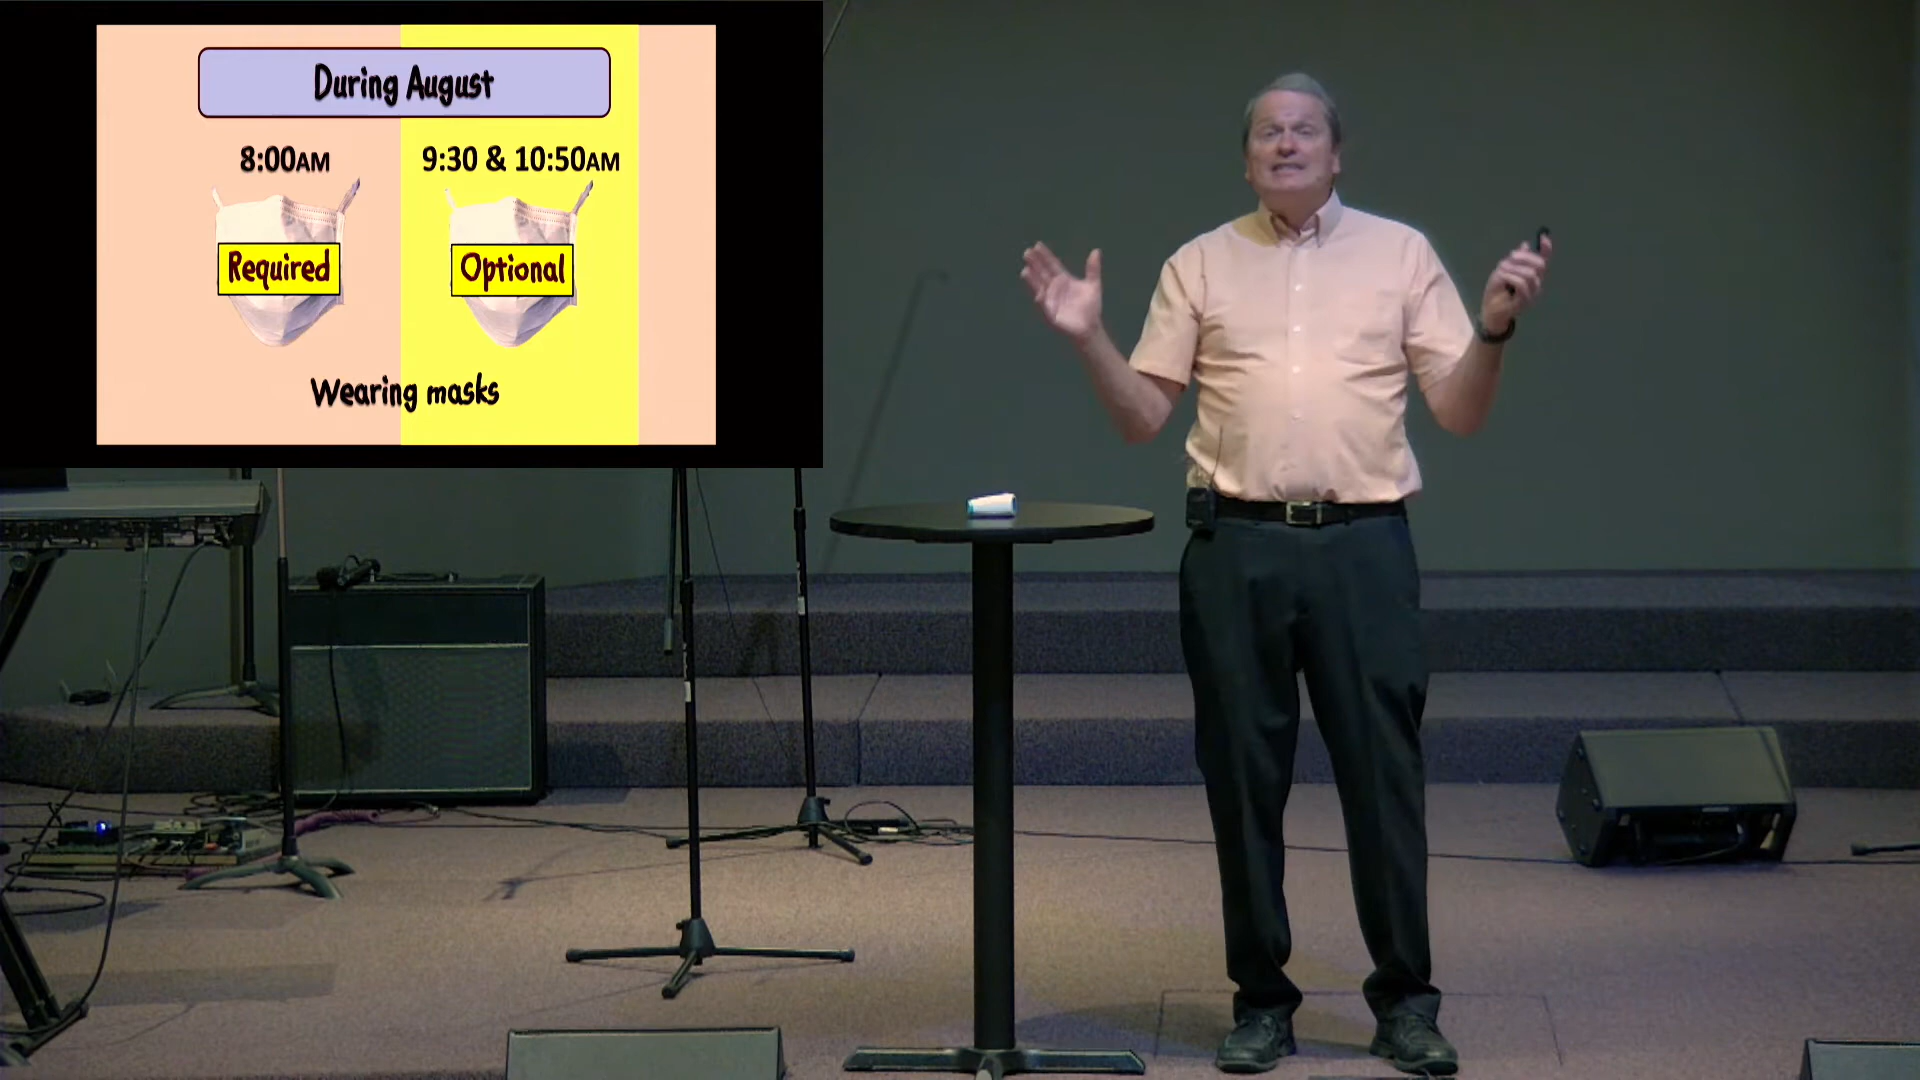 During August
8:00AM 9:30 & 10:50AM
Required Optional
Wearing masks